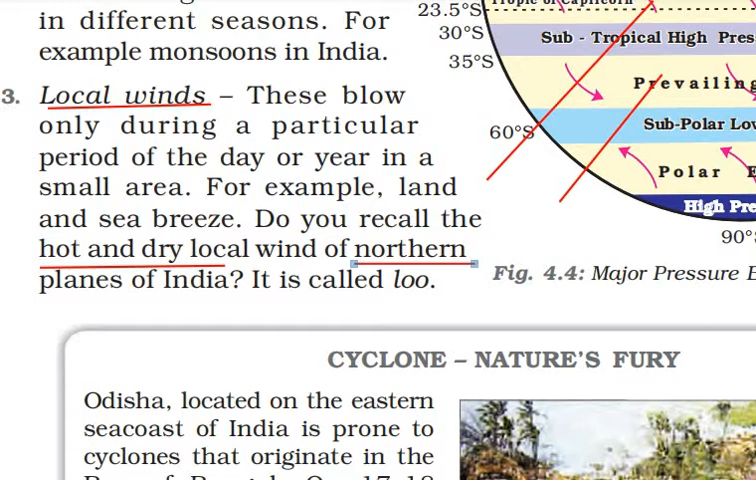 in different seasons. For
example monsoons in India.
3. Local winds – These blow
only during a particular
period of the day or year in a
small area. For example, land
and sea breeze. Do you recall the
hot and dry local wind of northern
planes of India? It is called loo.
Tropic of Capricorn
23.5°S
30°S
Sub - Tropical High
35°S
Prevailing
60°S
Sub-Polar
Polar
High
90°
Fig. 4.4: Major Pressure
CYCLONE – NATURE'S FURY
Odisha, located on the eastern
seacoast of India is prone to
cyclones that originate in the